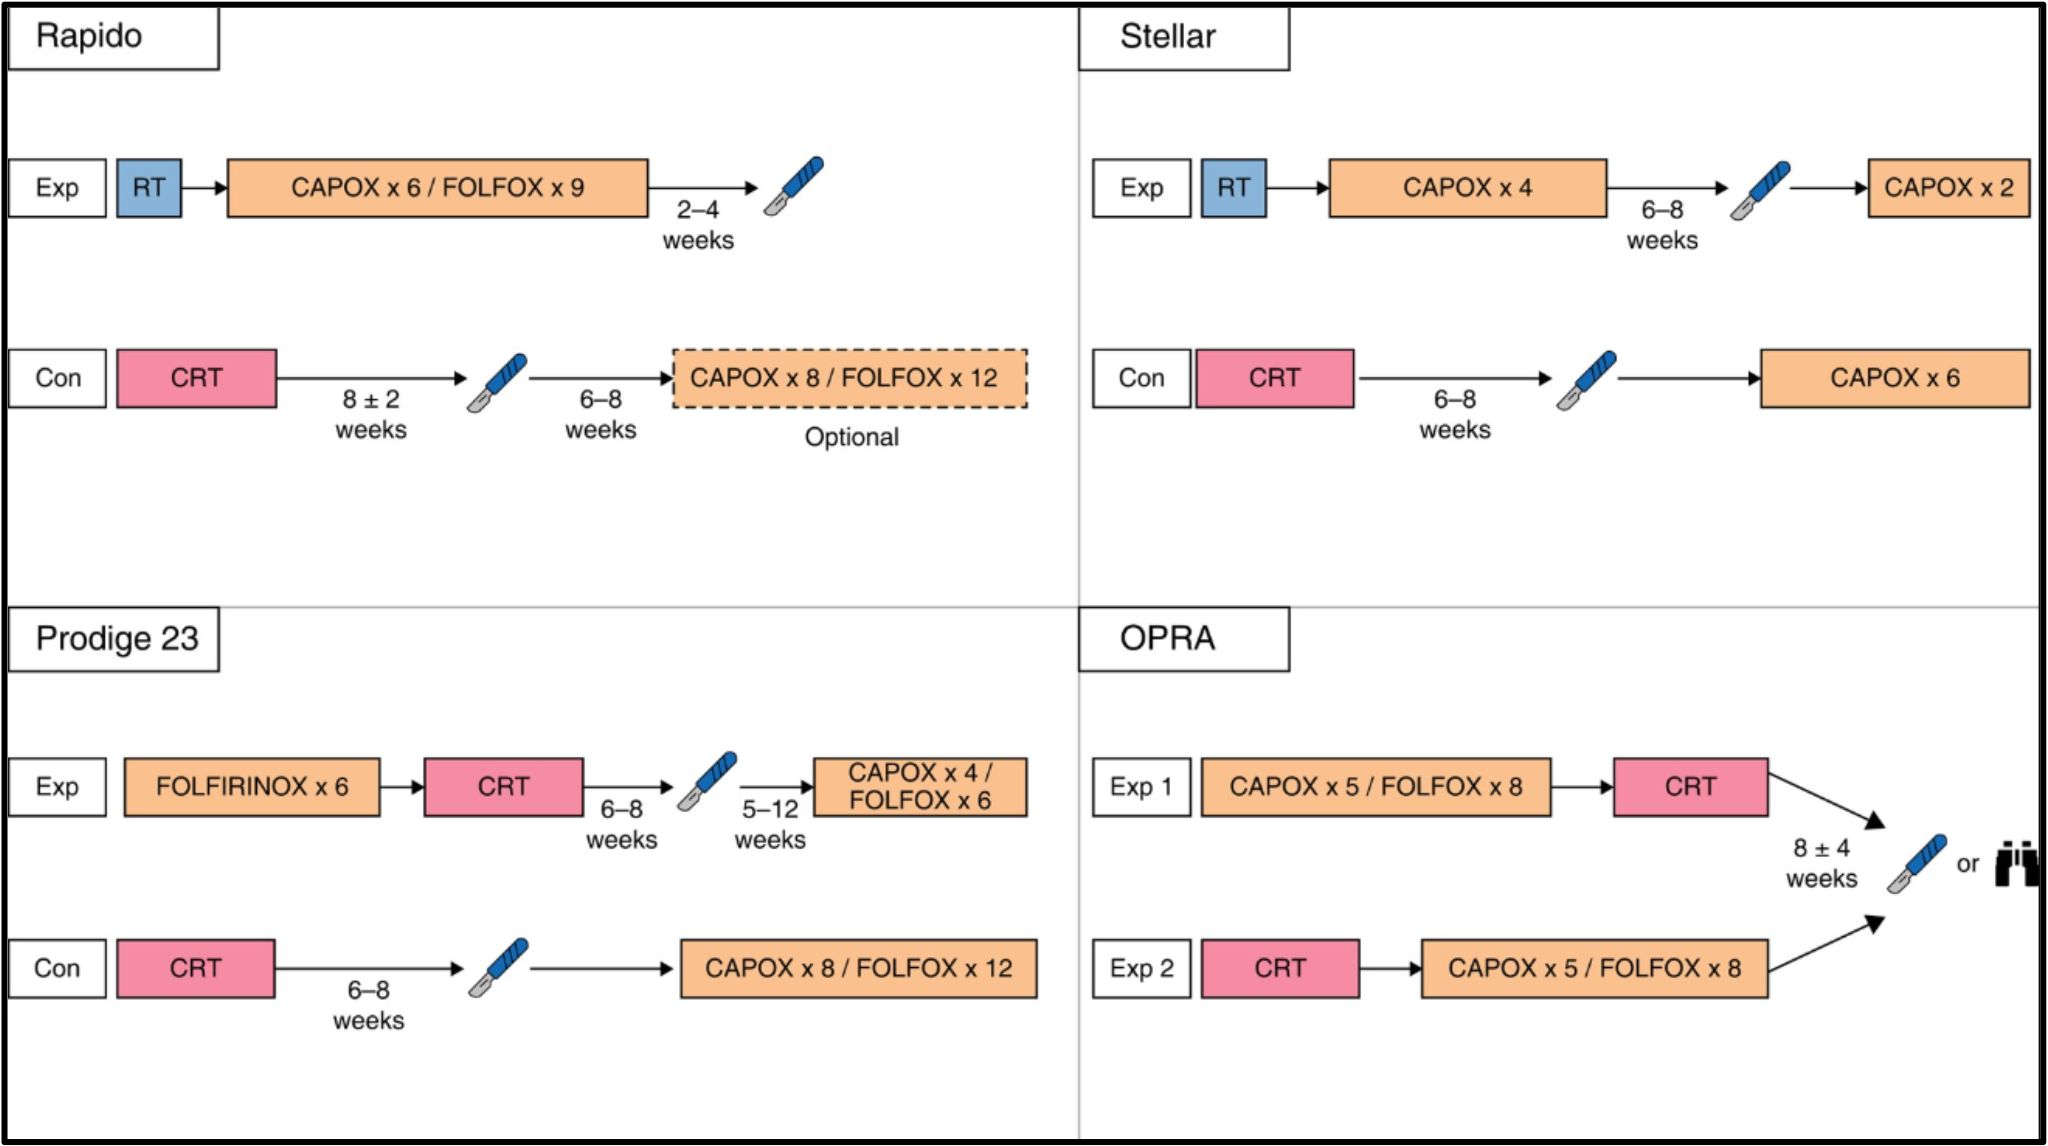 Rapido
Exp
RT
CAPOX x 6 / FOLFOX x 9
2–4
weeks
Con
CRT
8 ± 2
weeks
6–8
weeks
CAPOX x 8 / FOLFOX x 12
Optional
Stellar
Exp
RT
CAPOX x 4
6–8
weeks
CAPOX x 2
Con
CRT
6–8
weeks
CAPOX x 6
Prodige 23
Exp
FOLFIRINOX x 6
CRT
6–8
weeks
5–12
weeks
CAPOX x 4 /
FOLFOX x 6
Con
CRT
6–8
weeks
CAPOX x 8 / FOLFOX x 12
OPRA
Exp 1
CAPOX x 5 / FOLFOX x 8
CRT
8 ± 4
weeks
or
Exp 2
CRT
CAPOX x 5 / FOLFOX x 8